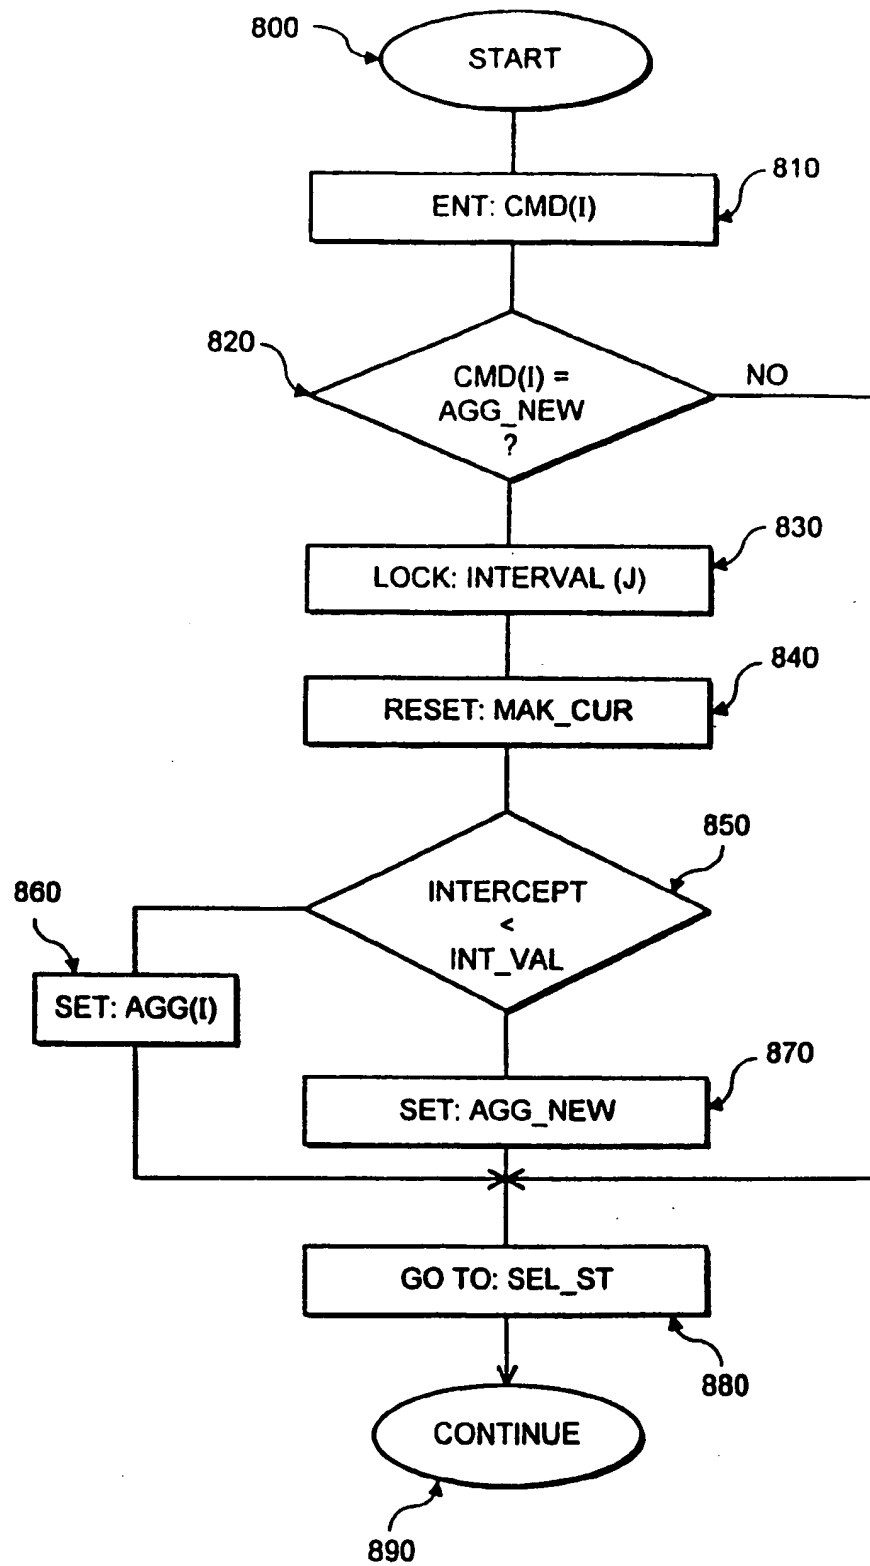 800
START
810
ENT: CMD(I)
820
CMD(I) =
AGG_NEW
?
NO
830
LOCK: INTERVAL (J)
840
RESET: MAK_CUR
850
INTERCEPT
<
INT_VAL
860
SET: AGG(I)
870
SET: AGG_NEW
GO TO: SEL_ST
880
CONTINUE
890